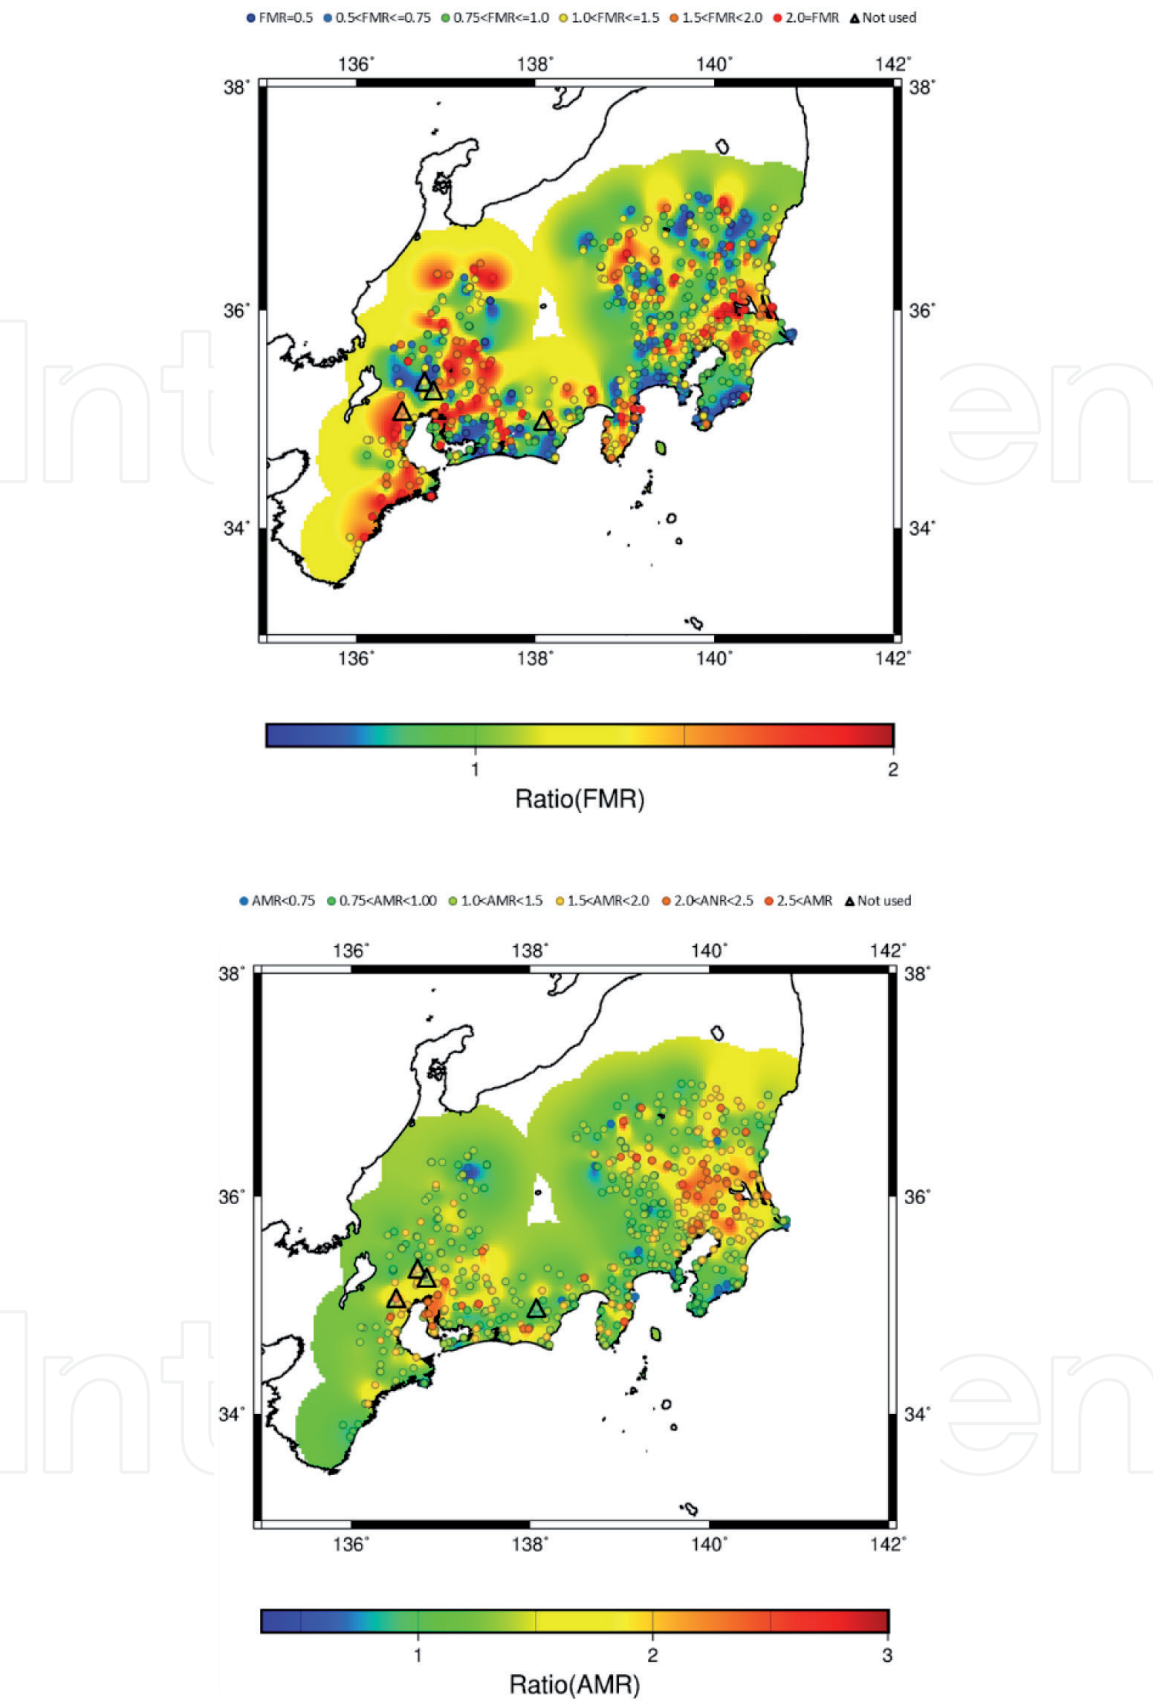 FMR=0.5 0.5<FMR<=0.75 0.75<FMR<=1.0 1.0<FMR<=1.5 1.5<FMR<2.0 2.0=FMR Not used
136° 138° 140° 142°
38° 38°
36° 36°
34° 34°
136° 138° 140° 142°
1 2
Ratio(FMR)
AMR<0.75 0.75<AMR<1.00 1.0<AMR<1.5 1.5<AMR<2.0 2.0<ANR<2.5 2.5<AMR Not used
136° 138° 140° 142°
38° 38°
36° 36°
34° 34°
136° 138° 140° 142°
1 2 3
Ratio(AMR)
Int en
Int en